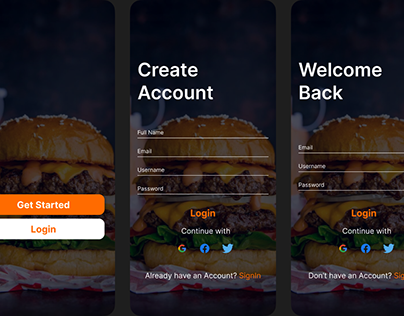 Get Started
Login
Create
Account
Full Name
Email
Username
Password
Login
Continue with
Already have an Account? Signin
Welcome
Back
Email
Username
Password
Login
Continue with
Don't have an Account?